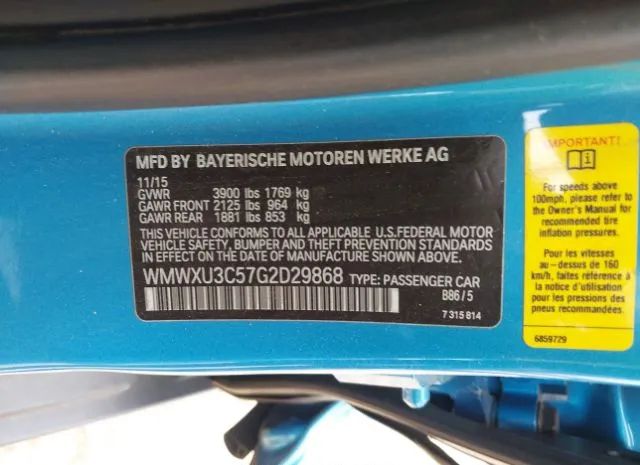 MFD BY BAYERISCHE MOTOREN WERKE AG
11/15
GVWR 3900 lbs 1769 kg
GAWR FRONT 2125 lbs 964 kg
GAWR REAR 1881 lbs 853 kg
THIS VEHICLE CONFORMS TO ALL APPLICABLE U.S.FEDERAL MOTOR
VEHICLE SAFETY, BUMPER AND THEFT PREVENTION STANDARDS
IN EFFECT ON THE DATE OF MANUFACTURE SHOWN ABOVE.
WMWXU3C57G2D29868 TYPE: PASSENGER CAR
B86/5
7 315 814
IMPORTANT!
For speeds above
100mph, please refer to
the Owner's Manual for
recommended tire
inflation pressures.
Pour les vitesses
au-dessus de 160
km/h, faites référence à
la notice d'utilisation
pour les pressions des
pneus recommandées.
6859729